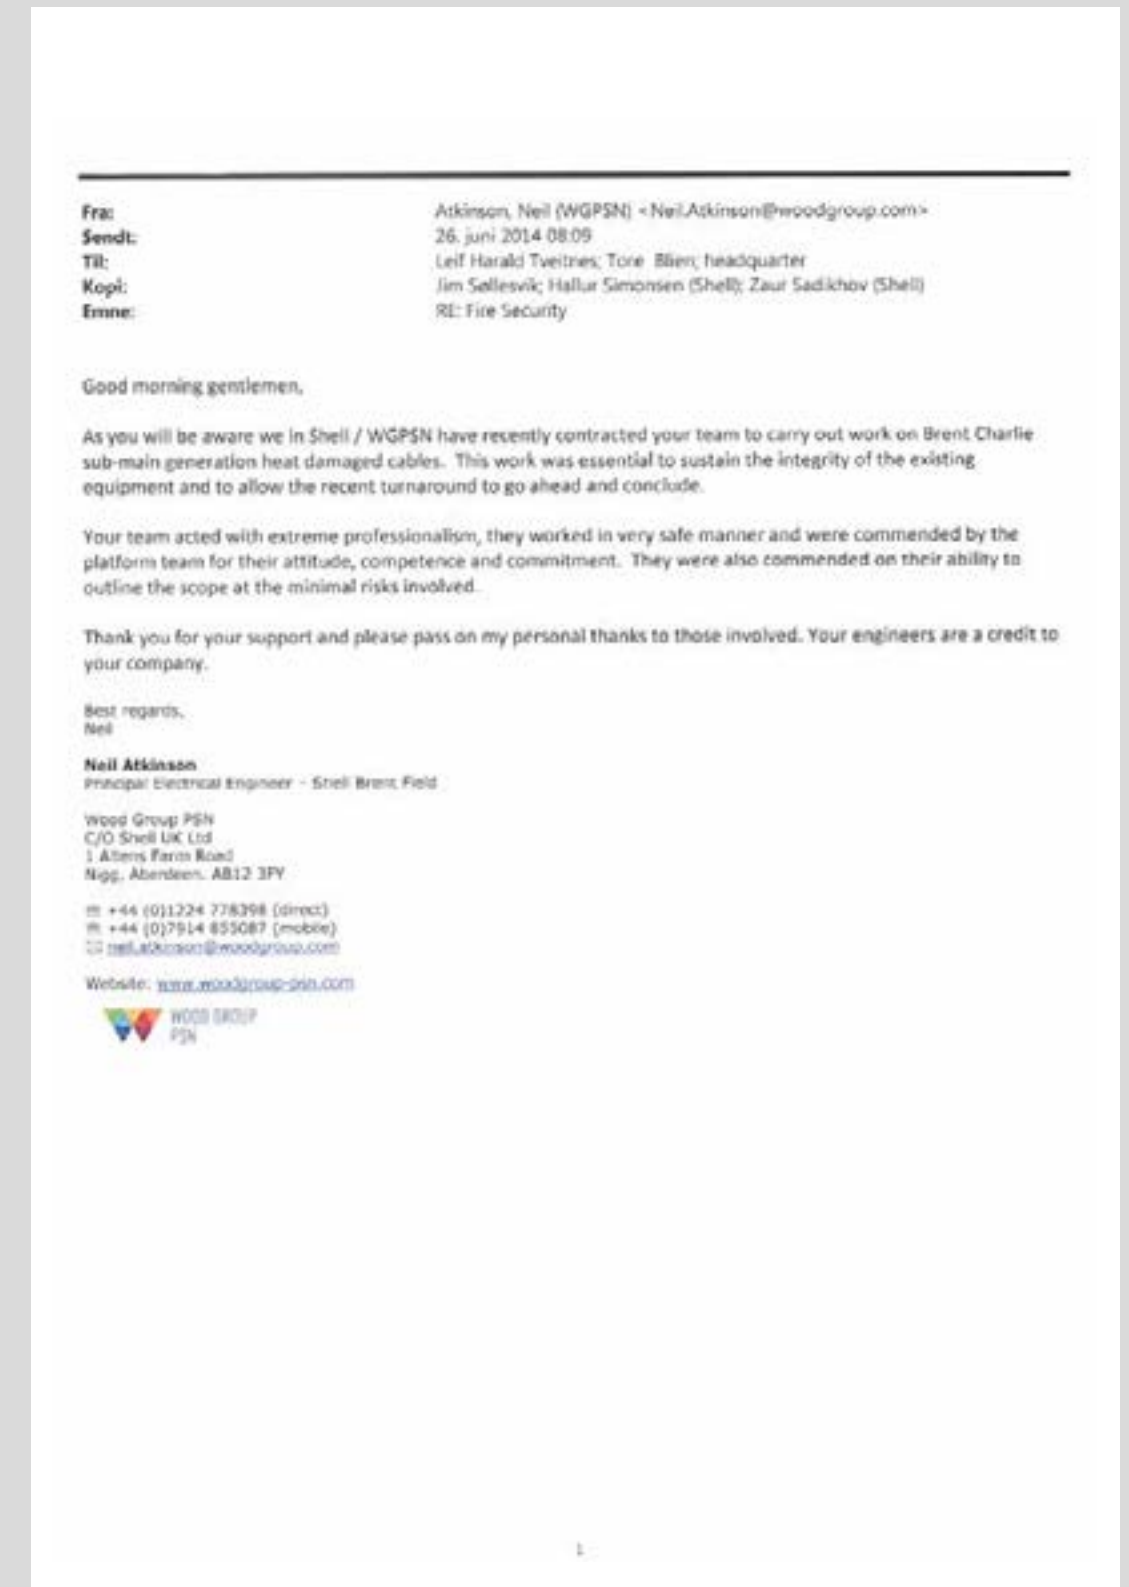 Fra: Atkinson, Neil (WGPSN) <Neil.Atkinson@woodgroup.com>
Sendt: 26. juni 2014 08:09
Til: Leif Harald Tveitnes; Tore Blien; headquarter
Kopi: Jim Søllesvik; Hallur Simonsen (Shell); Zaur Sadikhov (Shell)
Emne: RE: Fire Security
Good morning gentlemen,
As you will be aware we in Shell / WGPSN have recently contracted your team to carry out work on Brent Charlie
sub-main generation heat damaged cables. This work was essential to sustain the integrity of the existing
equipment and to allow the recent turnaround to go ahead and conclude.
Your team acted with extreme professionalism, they worked in very safe manner and were commended by the
platform team for their attitude, competence and commitment. They were also commended on their ability to
outline the scope at the minimal risks involved.
Thank you for your support and please pass on my personal thanks to those involved. Your engineers are a credit to
your company.
Best regards,
Neil
Neil Atkinson
Principal Electrical Engineer – Shell Brent Field
Wood Group PSN
C/O Shell UK Ltd
1 Altens Farm Road
Nigg, Aberdeen. AB12 3FY
+44 (0)1224 778398 (direct)
+44 (0)7914 855087 (mobile)
neil.atkinson@woodgroup.com
Website: www.woodgroup-psn.com
WOOD GROUP
PSN
1